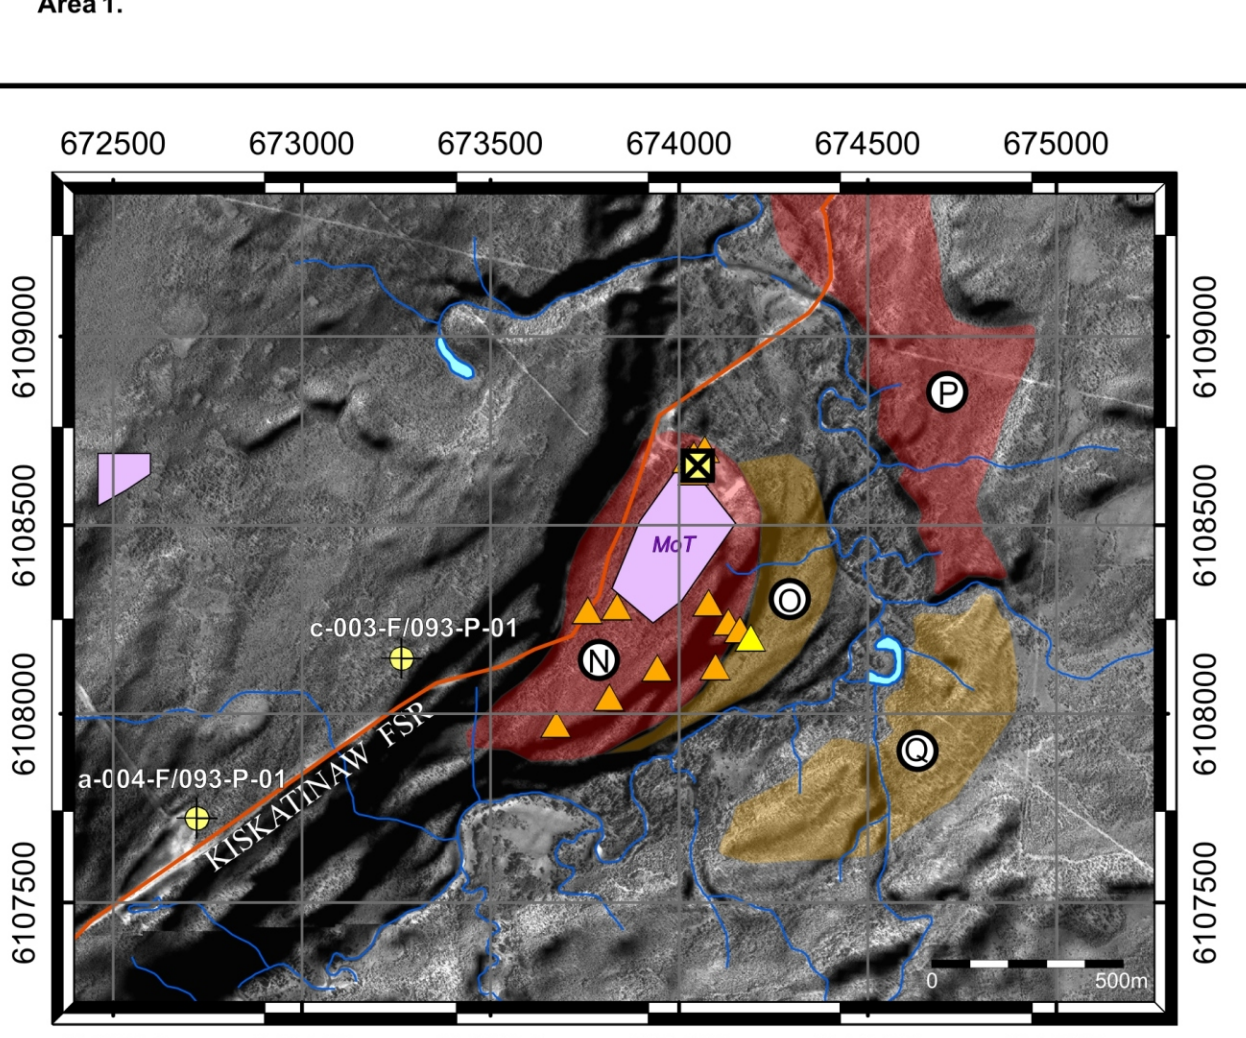 Area 1.
672500 673000 673500 674000 674500 675000
6109000
6109000
P
6108500
6108500
MoT
O
c-003-F/093-P-01
N
6108000
6108000
KISKATINAW FSR
Q
a-004-F/093-P-01
6107500
6107500
0 500m